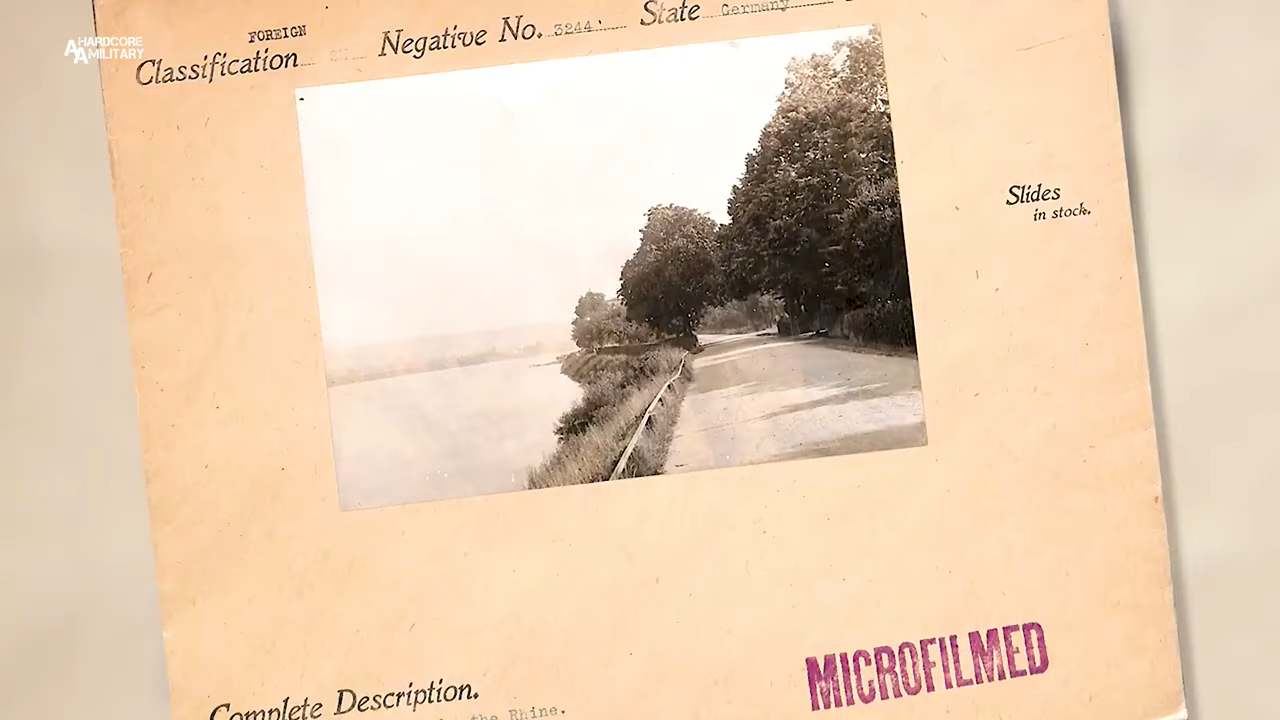 HARDCORE
MILITARY
FOREIGN
Classification
Negative No. 3244
State Germany
Slides
in stock.
MICROFILMED
Complete Description.
the Rhine.